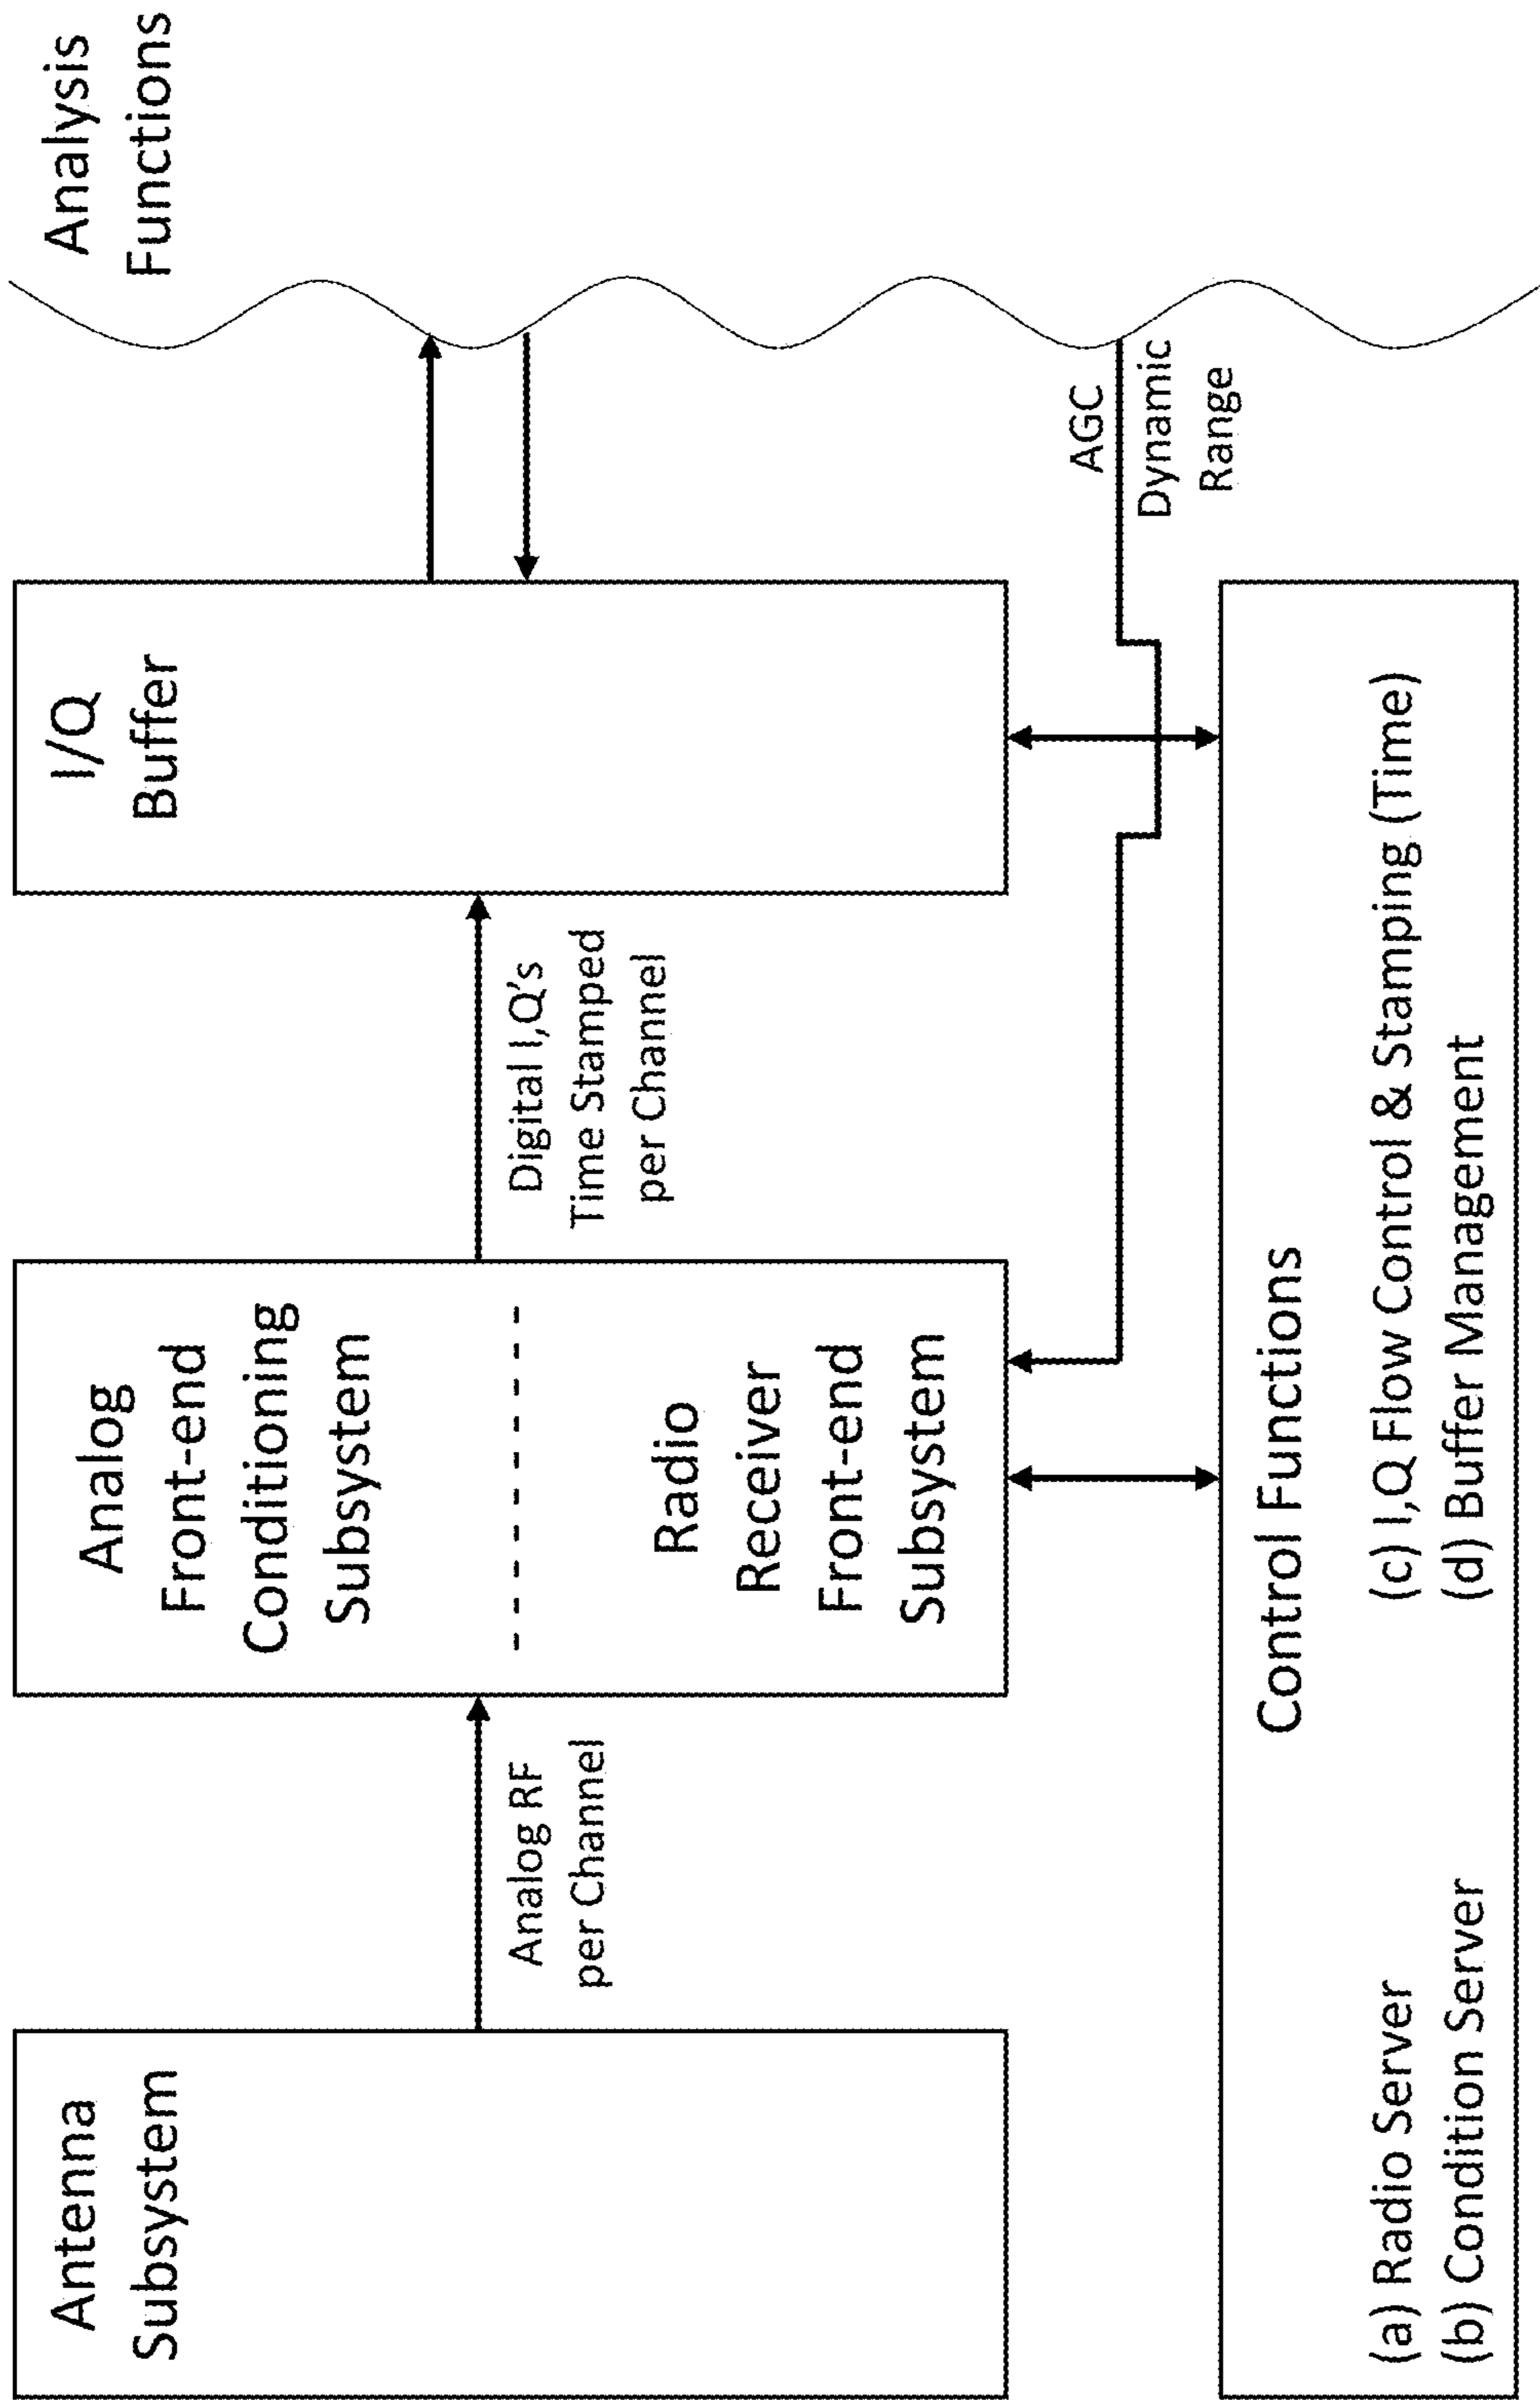 Antenna
Subsystem
Analog RF
per Channel
Analog
Front-end
Conditioning
Subsystem
Radio
Receiver
Front-end
Subsystem
Digital I,Q's
Time Stamped
per Channel
I/Q
Buffer
Analysis
Functions
AGC
Dynamic
Range
Control Functions
(a) Radio Server
(b) Condition Server
(c) I,Q Flow Control & Stamping (Time)
(d) Buffer Management